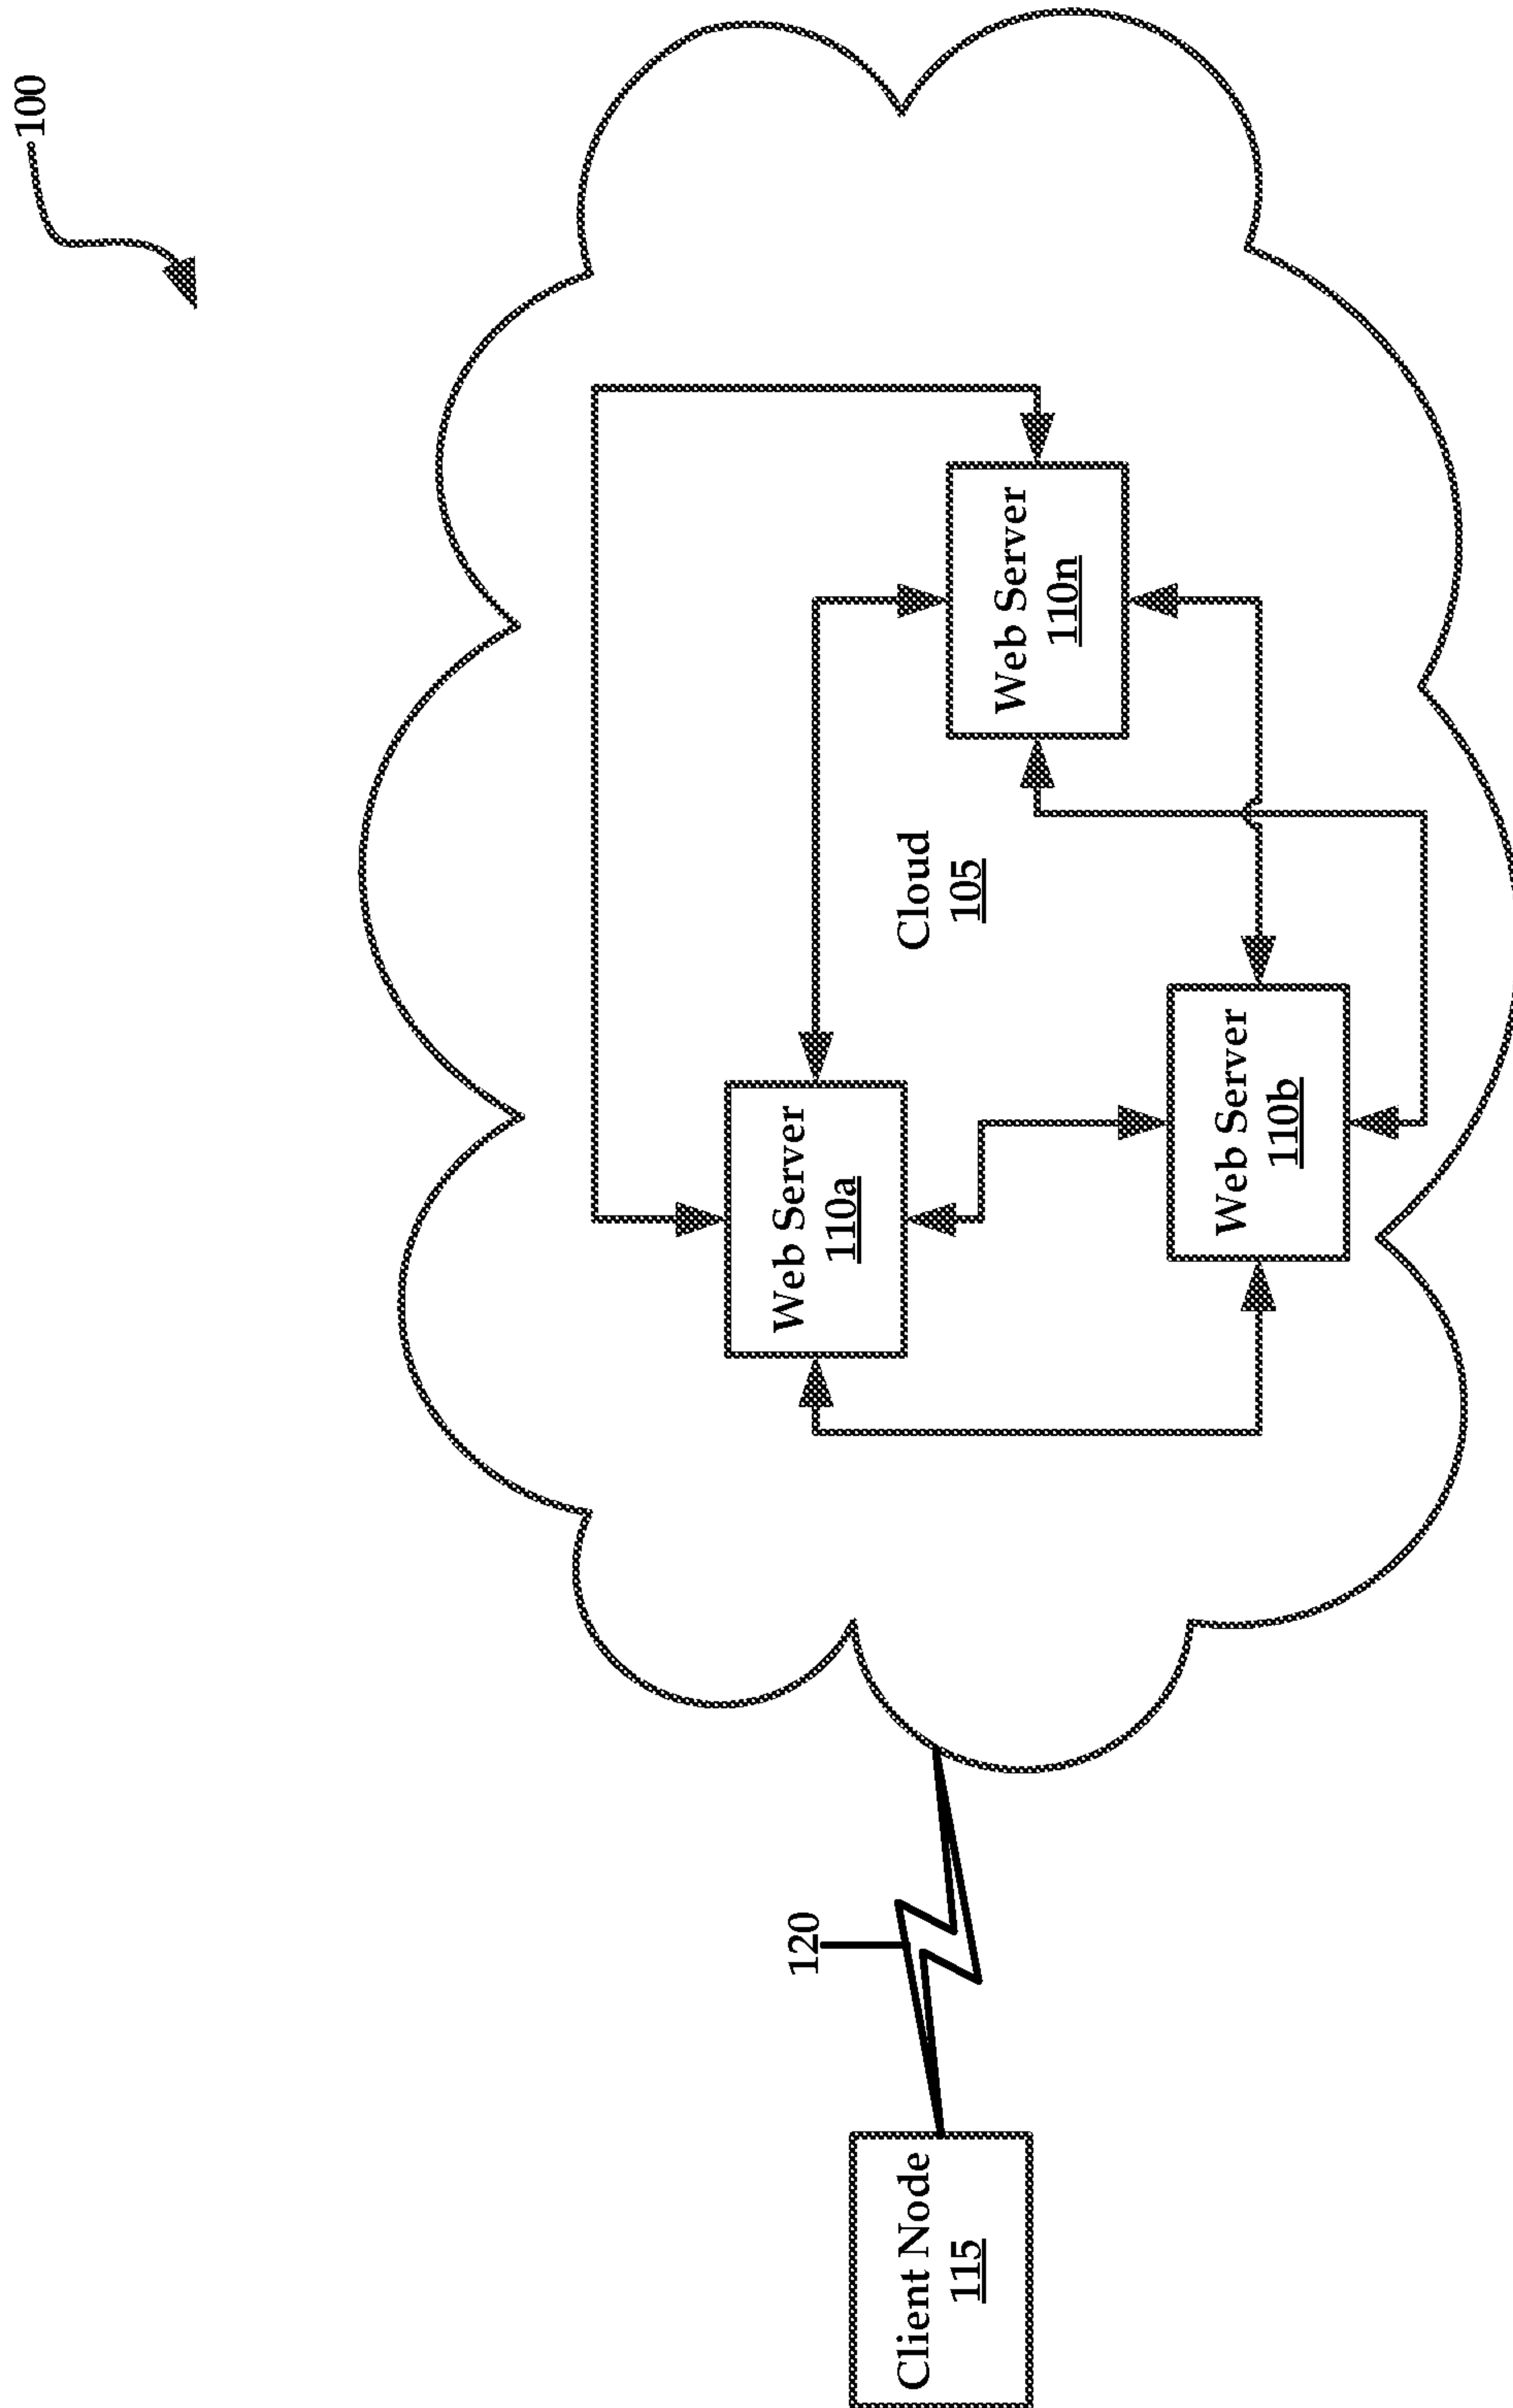 100
Web Server
110a
Web Server
110n
Cloud
105
Client Node
115
120
Web Server
110b